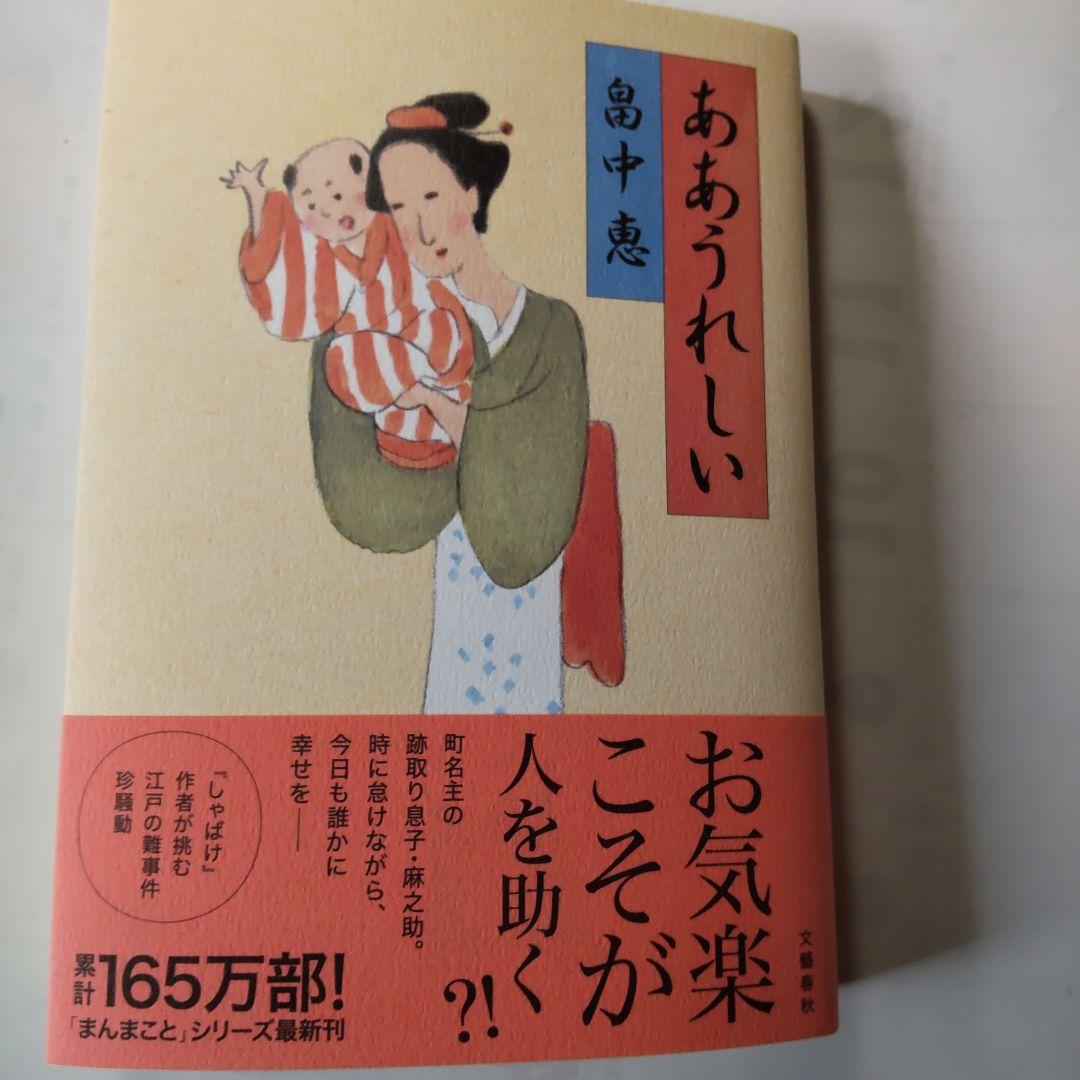 ああうれしい
畠中恵
お気楽
こそが
人を助く
?!
町名主の
跡取り息子・麻之助。
時に怠けながら、
今日も誰かに
幸せを——
『しゃばけ』
作者が挑む
江戸の難事件
珍騒動
累計165万部!
「まんまこと」シリーズ最新刊
文藝春秋